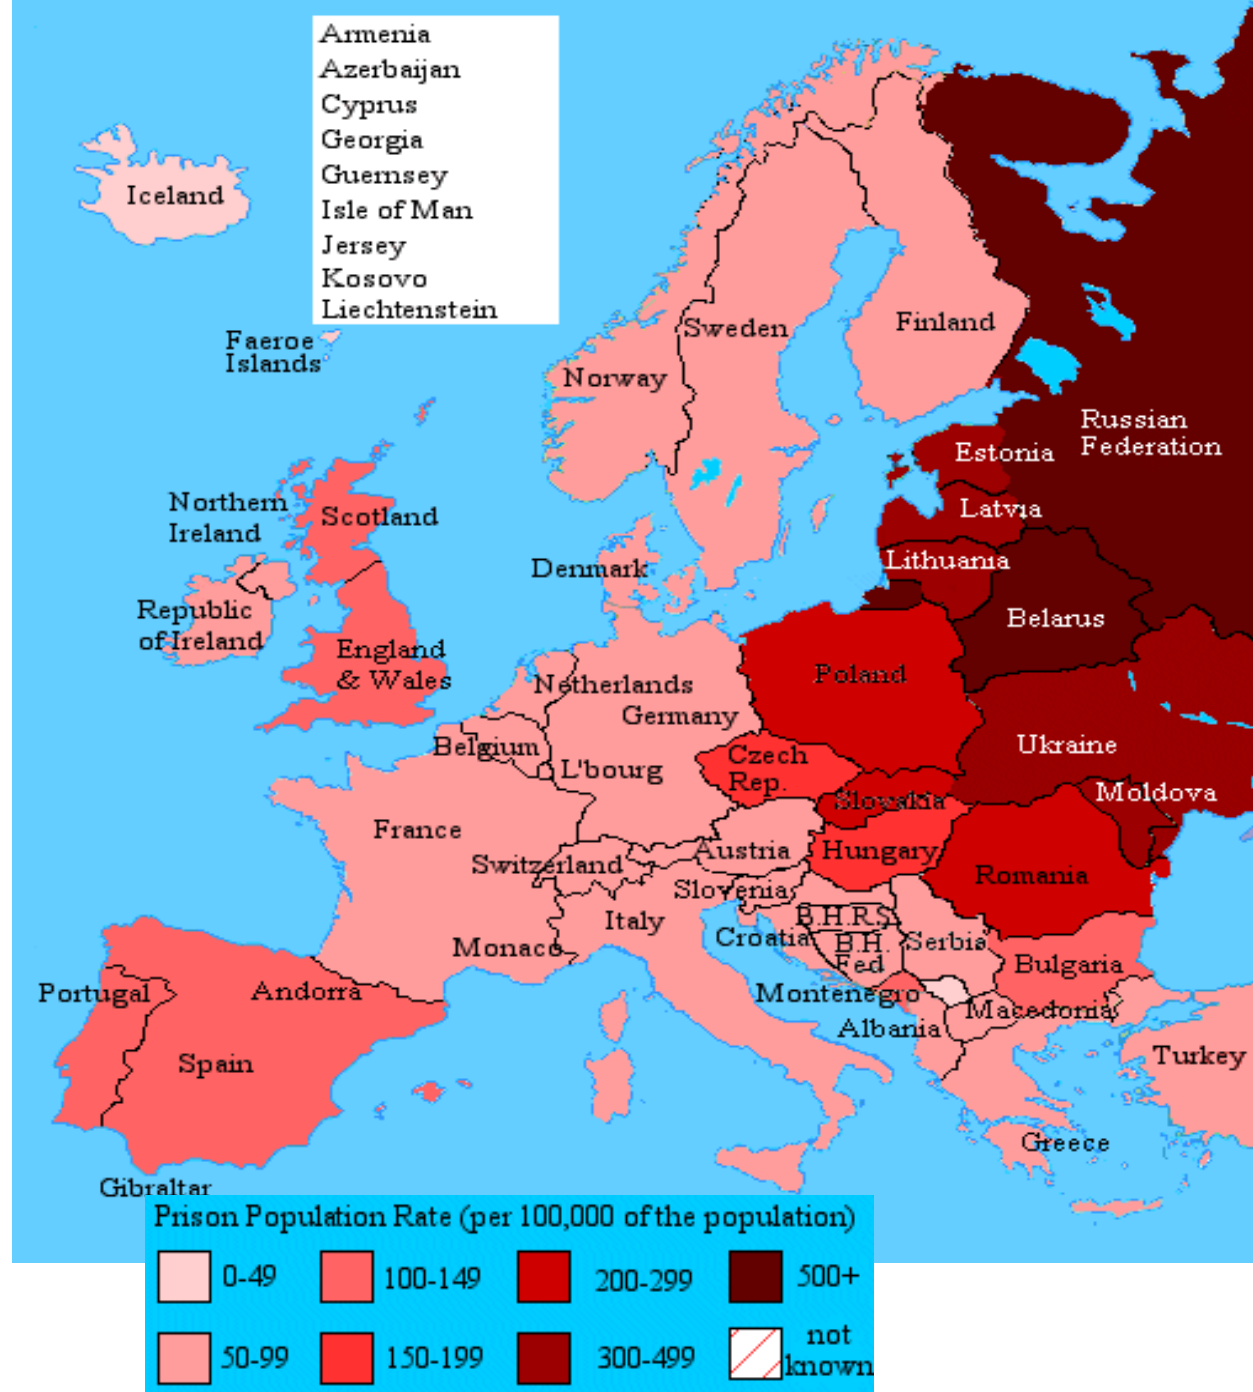 Armenia
Azerbaijan
Cyprus
Georgia
Guernsey
Isle of Man
Jersey
Kosovo
Liechtenstein
Iceland
Faeroe
Islands
Sweden
Finland
Norway
Russian
Federation
Estonia
Latvia
Lithuania
Belarus
Northern
Ireland
Scotland
Denmark
Republic
of Ireland
England
& Wales
Netherlands
Germany
Poland
Belgium
L'bourg
Czech
Rep.
Ukraine
Slovakia
Moldova
France
Switzerland
Austria
Hungary
Romania
Slovenia
Italy
B.H.R.S.
Croatia
B.H.
Fed
Serbia
Monaco
Bulgaria
Portugal
Andorra
Montenegro
Macedonia
Albania
Spain
Turkey
Greece
Gibraltar
Prison Population Rate (per 100,000 of the population)
0-49
100-149
200-299
500+
50-99
150-199
300-499
not
known